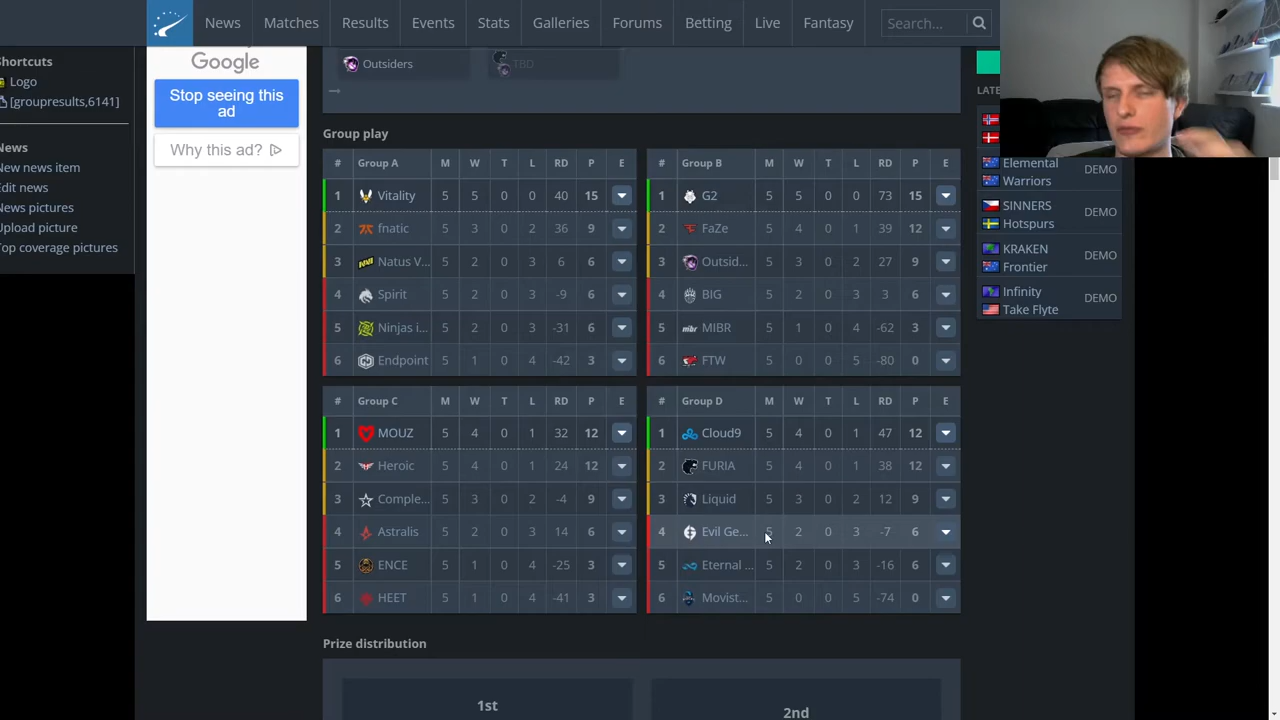 News Matches Results Events Stats Galleries Forums Betting Live Fantasy Search...
Shortcuts
Logo
[groupresults,6141]
News
New news item
Edit news
News pictures
Upload picture
Top coverage pictures
Google
Stop seeing this
ad
Why this ad?
Outsiders
TBD
Group play
# Group A M W T L RD P E
1 Vitality 5 5 0 0 40 15
2 fnatic 5 3 0 2 36 9
3 Natus V... 5 2 0 3 6 6
4 Spirit 5 2 0 3 -9 6
5 Ninjas i... 5 2 0 3 -31 6
6 Endpoint 5 1 0 4 -42 3
# Group B M W T L RD P E
1 G2 5 5 0 0 73 15
2 FaZe 5 4 0 1 39 12
3 Outsid... 5 3 0 2 27 9
4 BIG 5 2 0 3 3 6
5 mibr MIBR 5 1 0 4 -62 3
6 FTW 5 0 0 5 -80 0
# Group C M W T L RD P E
1 MOUZ 5 4 0 1 32 12
2 Heroic 5 4 0 1 24 12
3 Comple... 5 3 0 2 -4 9
4 Astralis 5 2 0 3 14 6
5 ENCE 5 1 0 4 -25 3
6 HEET 5 1 0 4 -41 3
# Group D M W T L RD P E
1 Cloud9 5 4 0 1 47 12
2 FURIA 5 4 0 1 38 12
3 Liquid 5 3 0 2 12 9
4 Evil Ge... 5 2 0 3 -7 6
5 Eternal ... 5 2 0 3 -16 6
6 Movist... 5 0 0 5 -74 0
Prize distribution
1st
2nd
Elemental
Warriors
DEMO
SINNERS
Hotspurs
DEMO
KRAKEN
Frontier
DEMO
Infinity
Take Flyte
DEMO